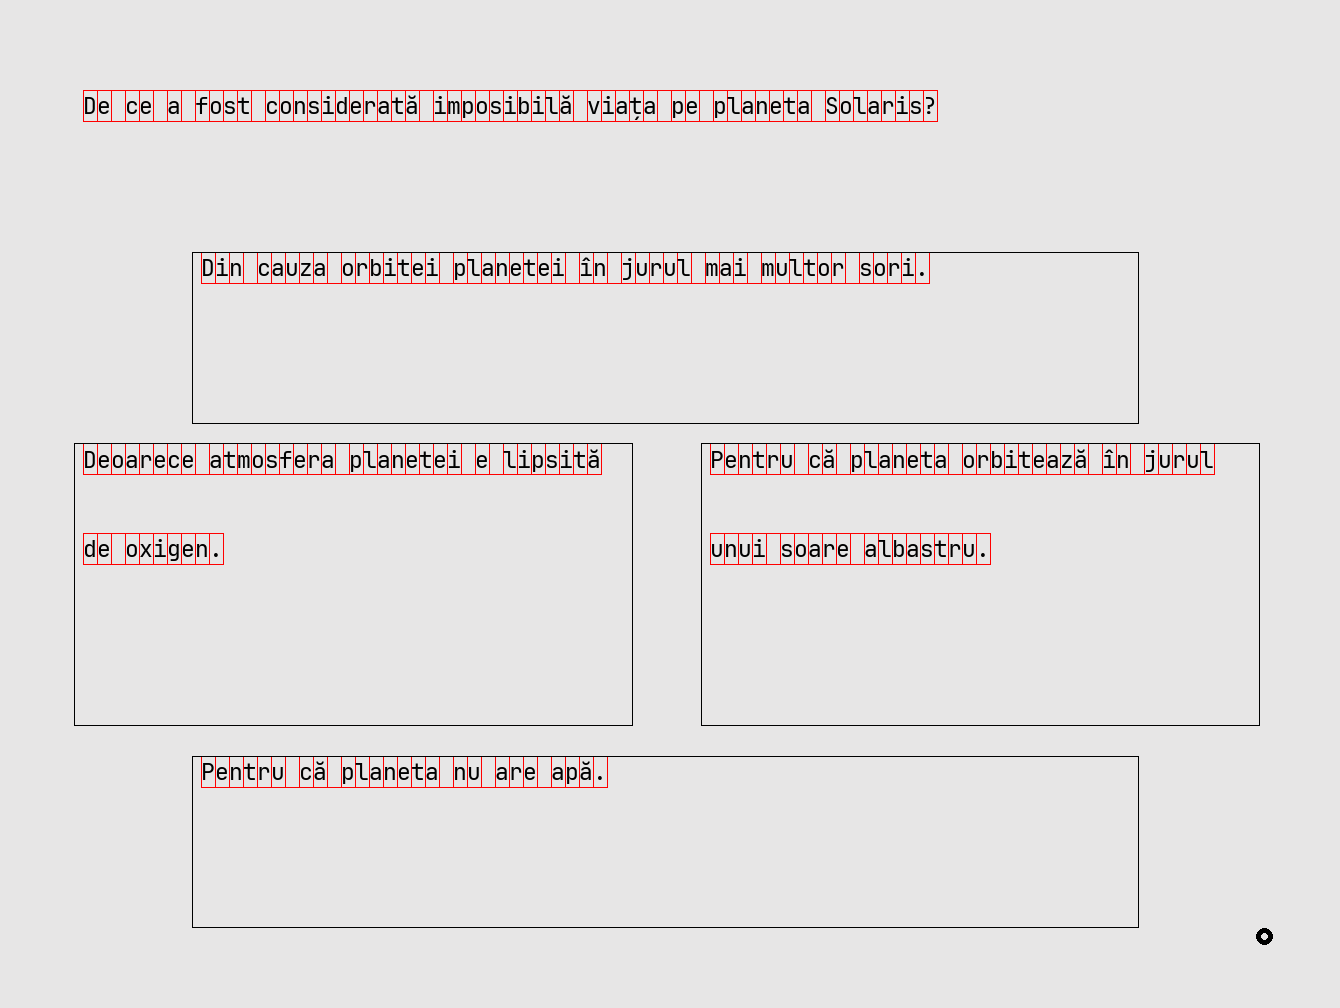 De ce a fost considerată imposibilă viața pe planeta Solaris?
Din cauza orbitei planetei în jurul mai multor sori.
Deoarece atmosfera planetei e lipsită
de oxigen.
Pentru că planeta orbitează în jurul
unui soare albastru.
Pentru că planeta nu are apă.